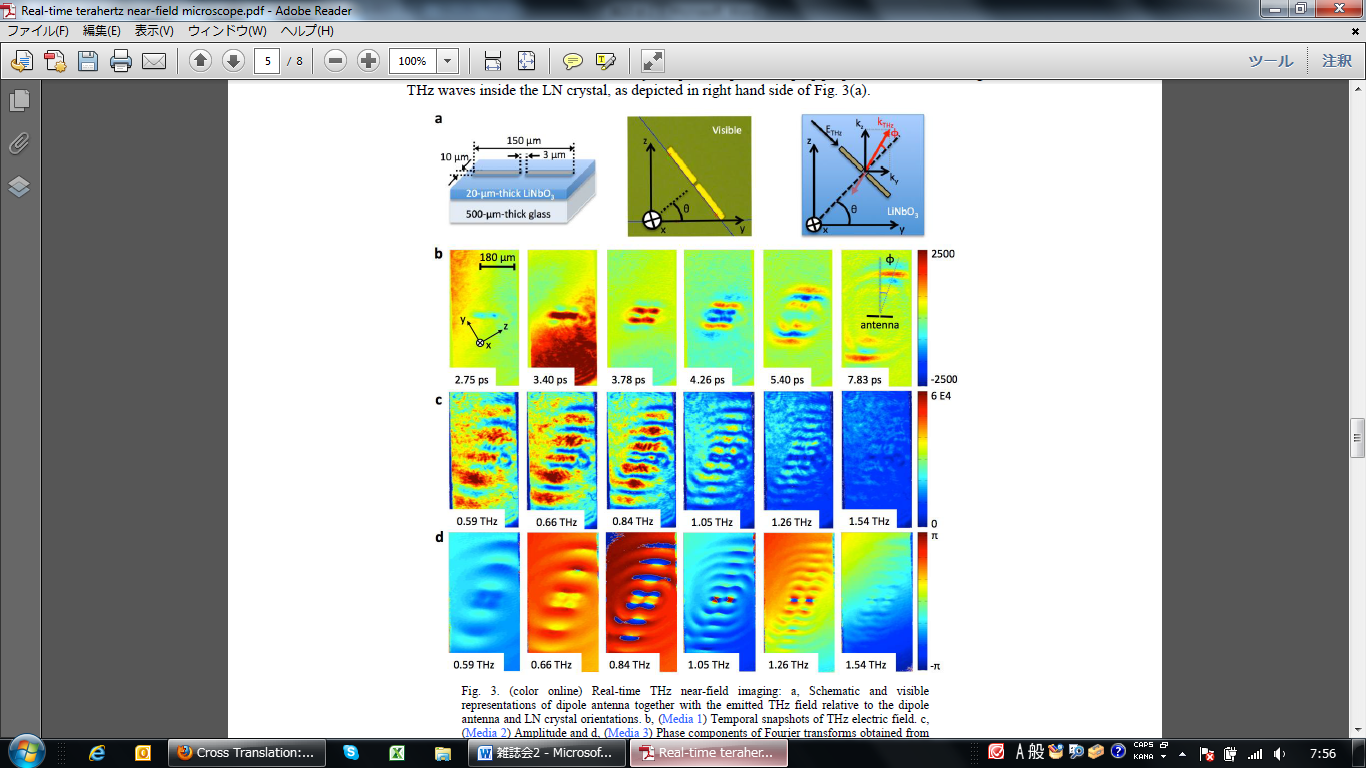 Real-time terahertz near-field microscope.pdf - Adobe Reader
ファイル(F) 編集(E) 表示(V) ウィンドウ(W) ヘルプ(H)
5 / 8 100% ツール 注釈
THz waves inside the LN crystal, as depicted in right hand side of Fig. 3(a).
a
150 µm
10 µm
3 µm
20-µm-thick LiNbO3
500-µm-thick glass
Visible
z
θ
x
y
ETHz
kz
kTHz
ϕ
z
kY
θ
LiNbO3
x
y
b
180 µm
y
z
x
ϕ
antenna
2500
2.75 ps 3.40 ps 3.78 ps 4.26 ps 5.40 ps 7.83 ps -2500
c
6 E4
0.59 THz 0.66 THz 0.84 THz 1.05 THz 1.26 THz 1.54 THz 0
d
π
0.59 THz 0.66 THz 0.84 THz 1.05 THz 1.26 THz 1.54 THz -π
Fig. 3. (color online) Real-time THz near-field imaging: a, Schematic and visible
representations of dipole antenna together with the emitted THz field relative to the dipole
antenna and LN crystal orientations. b, (Media 1) Temporal snapshots of THz electric field. c,
(Media 2) Amplitude and d, (Media 3) Phase components of Fourier transforms obtained from
Cross Translation:... 雑誌会2 - Microsof... Real-time teraher... A 般 CAPS KANA 7:56